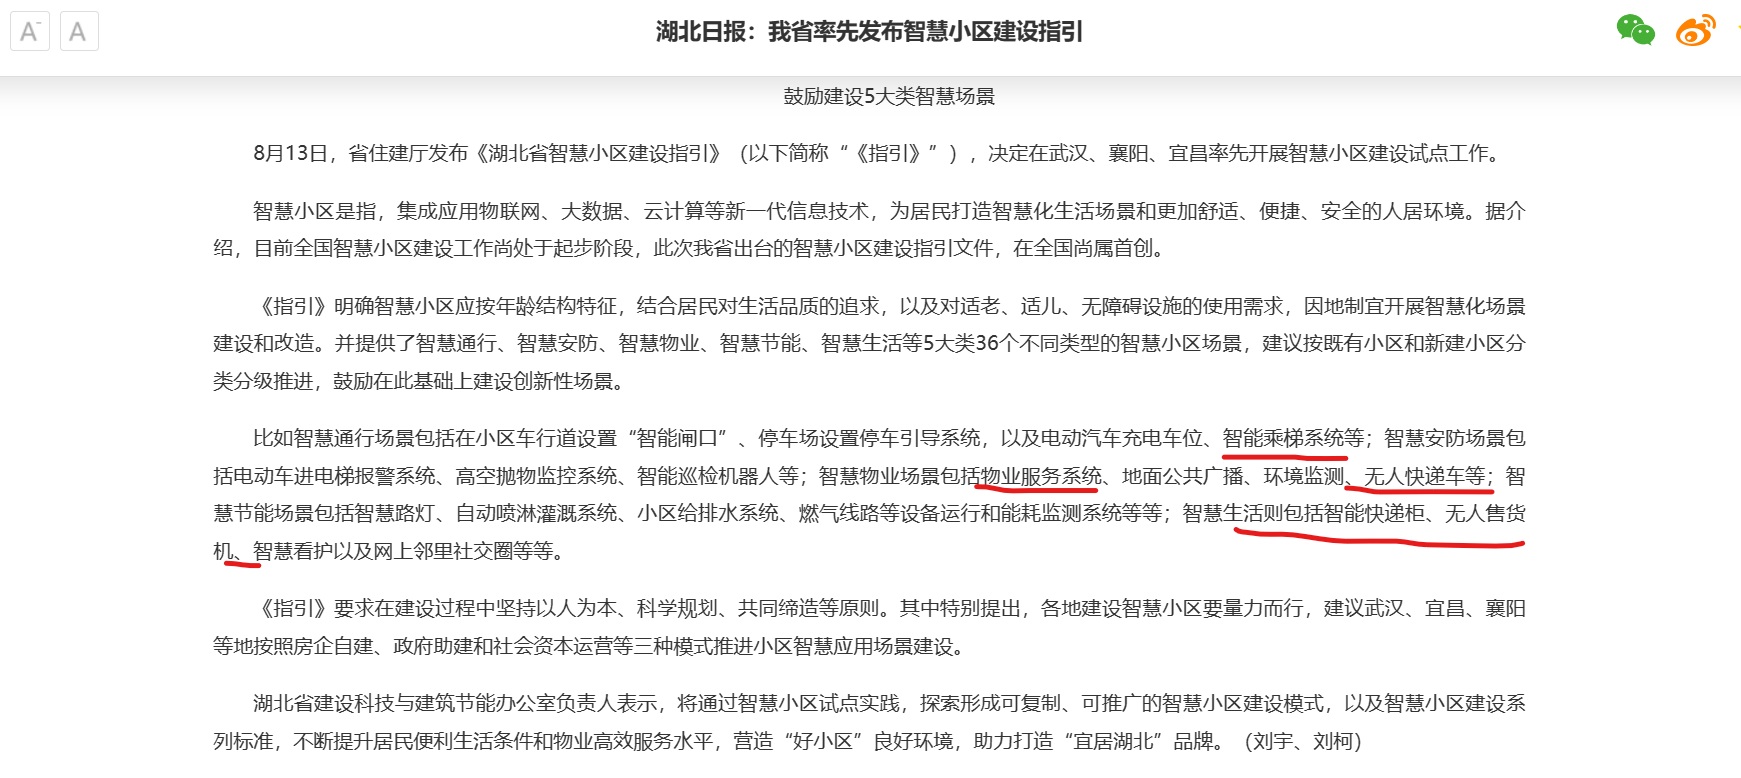 A- A
湖北日报：我省率先发布智慧小区建设指引
鼓励建设5大类智慧场景
8月13日，省住建厅发布《湖北省智慧小区建设指引》（以下简称“《指引》”），决定在武汉、襄阳、宜昌率先开展智慧小区建设试点工作。
智慧小区是指，集成应用物联网、大数据、云计算等新一代信息技术，为居民打造智慧化生活场景和更加舒适、便捷、安全的人居环境。据介
绍，目前全国智慧小区建设工作尚处于起步阶段，此次我省出台的智慧小区建设指引文件，在全国尚属首创。
《指引》明确智慧小区应按年龄结构特征，结合居民对生活品质的追求，以及对适老、适儿、无障碍设施的使用需求，因地制宜开展智慧化场景
建设和改造。并提供了智慧通行、智慧安防、智慧物业、智慧节能、智慧生活等5大类36个不同类型的智慧小区场景，建议按既有小区和新建小区分
类分级推进，鼓励在此基础上建设创新性场景。
比如智慧通行场景包括在小区车行道设置“智能闸口”、停车场设置停车引导系统，以及电动汽车充电车位、智能乘梯系统等；智慧安防场景包
括电动车进电梯报警系统、高空抛物监控系统、智能巡检机器人等；智慧物业场景包括物业服务系统、地面公共广播、环境监测、无人快递车等；智
慧节能场景包括智慧路灯、自动喷淋灌溉系统、小区给排水系统、燃气线路等设备运行和能耗监测系统等等；智慧生活则包括智能快递柜、无人售货
机、智慧看护以及网上邻里社交圈等等。
《指引》要求在建设过程中坚持以人为本、科学规划、共同缔造等原则。其中特别提出，各地建设智慧小区要量力而行，建议武汉、宜昌、襄阳
等地按照房企自建、政府助建和社会资本运营等三种模式推进小区智慧应用场景建设。
湖北省建设科技与建筑节能办公室负责人表示，将通过智慧小区试点实践，探索形成可复制、可推广的智慧小区建设模式，以及智慧小区建设系
列标准，不断提升居民便利生活条件和物业高效服务水平，营造“好小区”良好环境，助力打造“宜居湖北”品牌。（刘宇、刘柯）